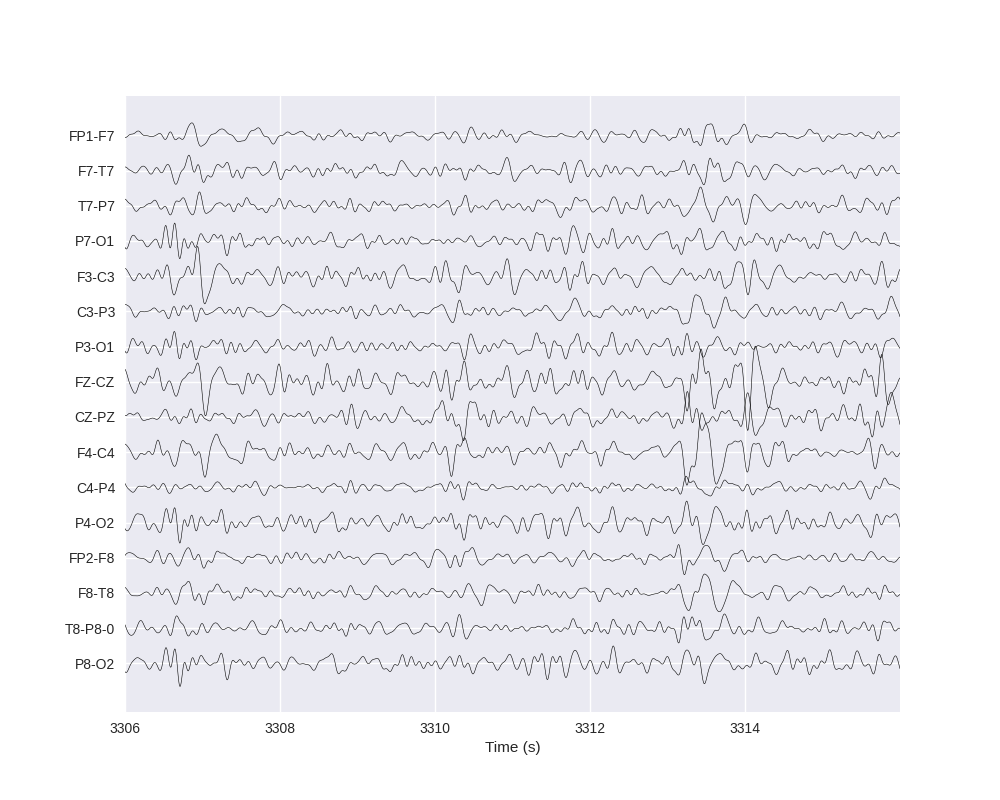 FP1-F7
F7-T7
T7-P7
P7-O1
F3-C3
C3-P3
P3-O1
FZ-CZ
CZ-PZ
F4-C4
C4-P4
P4-O2
FP2-F8
F8-T8
T8-P8-0
P8-O2
3306 3308 3310 3312 3314
Time (s)